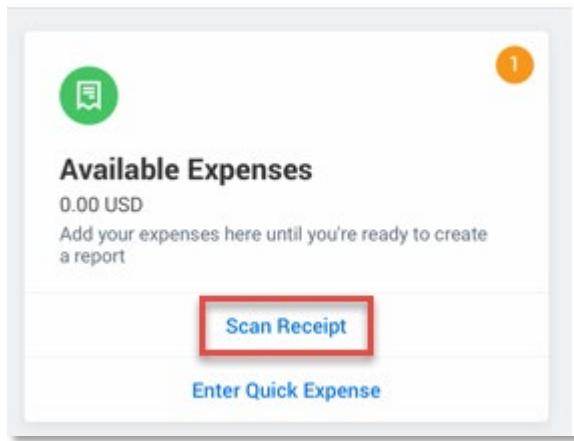 1
Available Expenses
0.00 USD
Add your expenses here until you're ready to create
a report
Scan Receipt
Enter Quick Expense